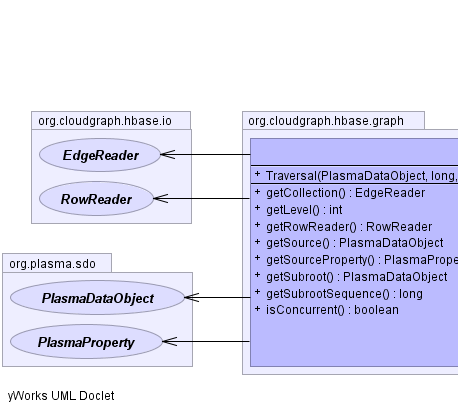 org.cloudgraph.hbase.io
EdgeReader
RowReader
org.plasma.sdo
PlasmaDataObject
PlasmaProperty
org.cloudgraph.hbase.graph
+ Traversal(PlasmaDataObject, long,
+ getCollection() : EdgeReader
+ getLevel() : int
+ getRowReader() : RowReader
+ getSource() : PlasmaDataObject
+ getSourceProperty() : PlasmaPrope
+ getSubroot() : PlasmaDataObject
+ getSubrootSequence() : long
+ isConcurrent() : boolean
yWorks UML Doclet